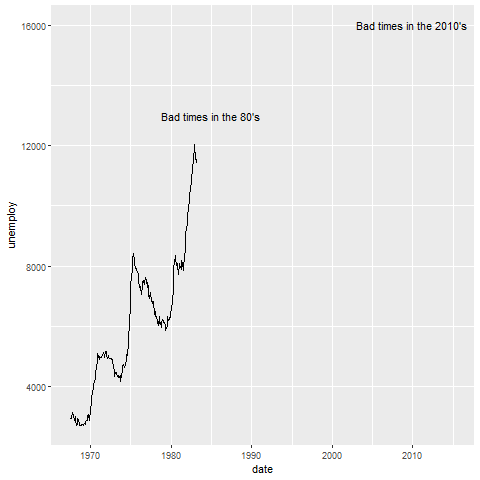 16000
Bad times in the 2010's
Bad times in the 80's
12000
unemploy
8000
4000
1970 1980 1990 2000 2010
date